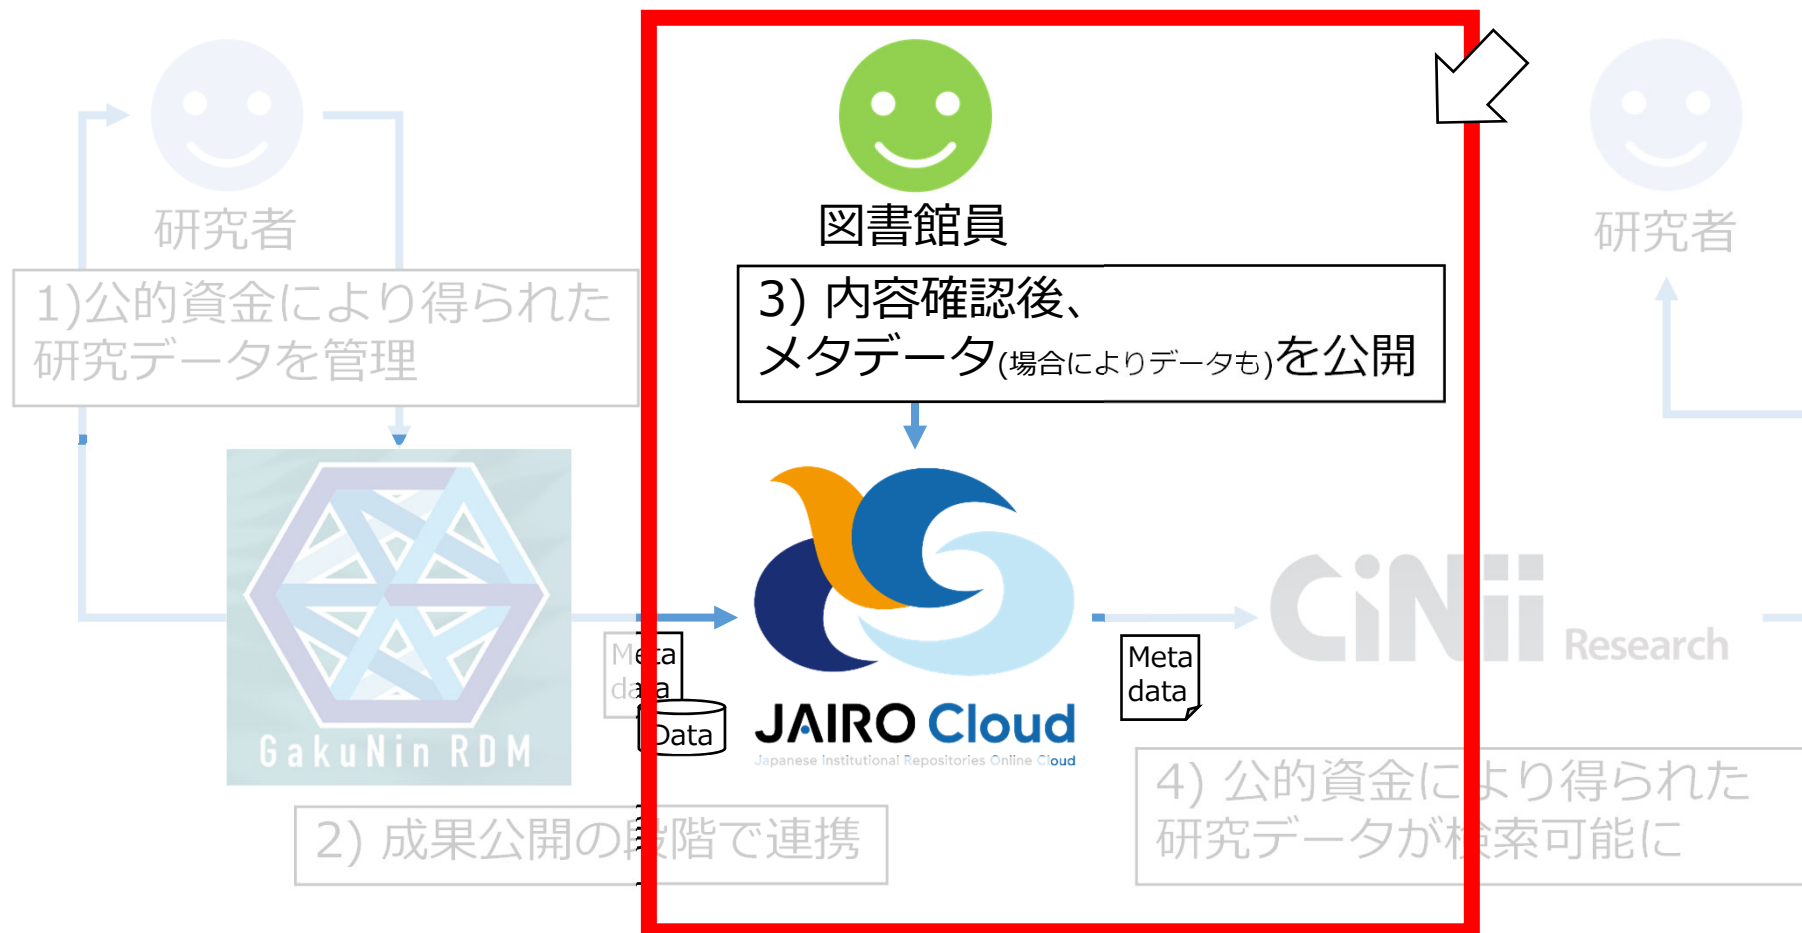 研究者
1)公的資金により得られた
研究データを管理
GakuNin RDM
2) 成果公開の段階で連携
Meta
data
Data
図書館員
3) 内容確認後、
メタデータ(場合によりデータも)を公開
JAIRO Cloud
Japanese Institutional Repositories Online Cloud
Meta
data
CiNii Research
4) 公的資金により得られた
研究データが検索可能に
研究者